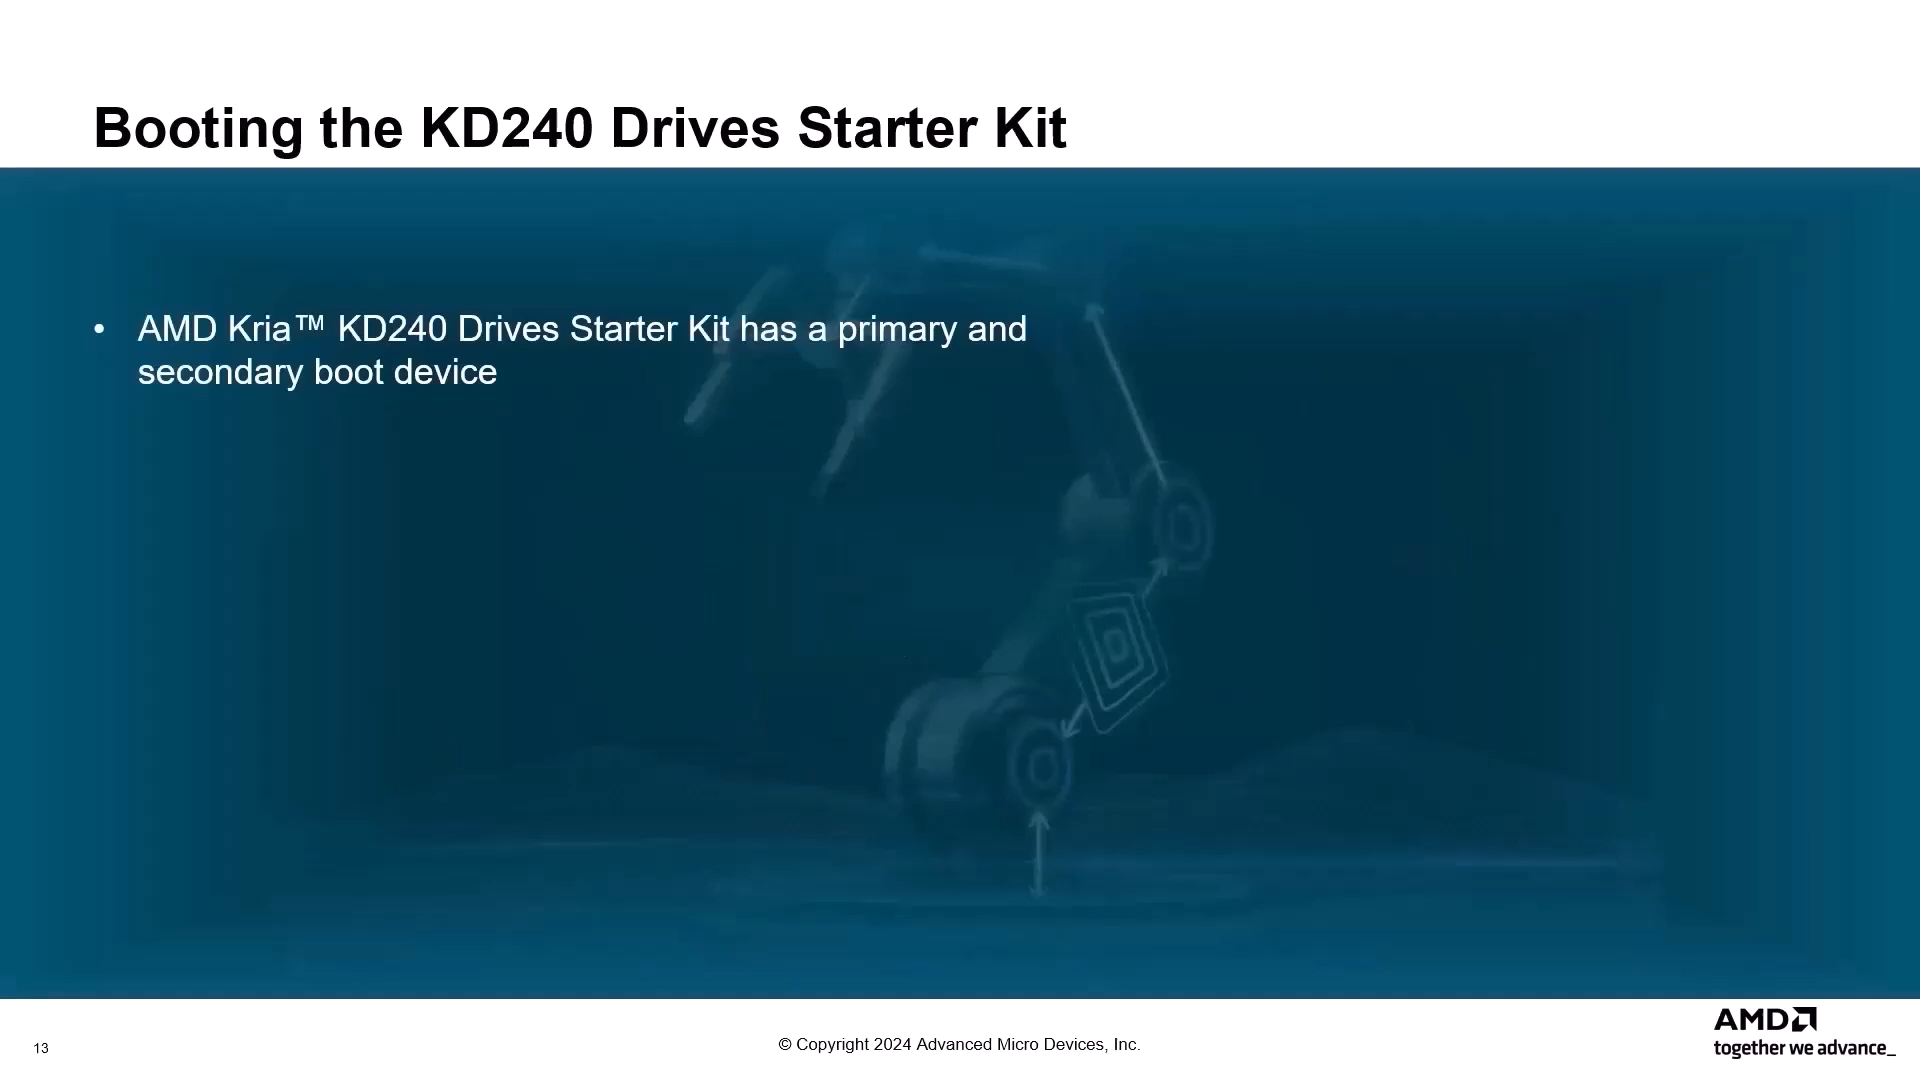 Booting the KD240 Drives Starter Kit
• AMD Kria™ KD240 Drives Starter Kit has a primary and
secondary boot device
13
© Copyright 2024 Advanced Micro Devices, Inc.
AMD
together we advance_